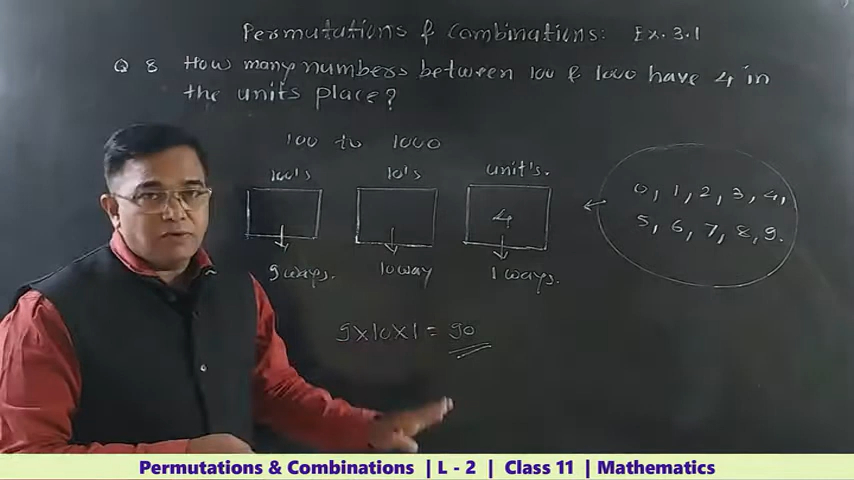 Permutations & Combinations: Ex. 3.1
Q 8 How many numbers between 100 & 1000 have 4 in
the units place?
100 to 1000
100's 10's unit's.
4
0, 1, 2, 3, 4,
5, 6, 7, 8, 9.
9 ways. 10 way 1 ways.
9×10×1 = 90
Permutations & Combinations | L - 2 | Class 11 | Mathematics